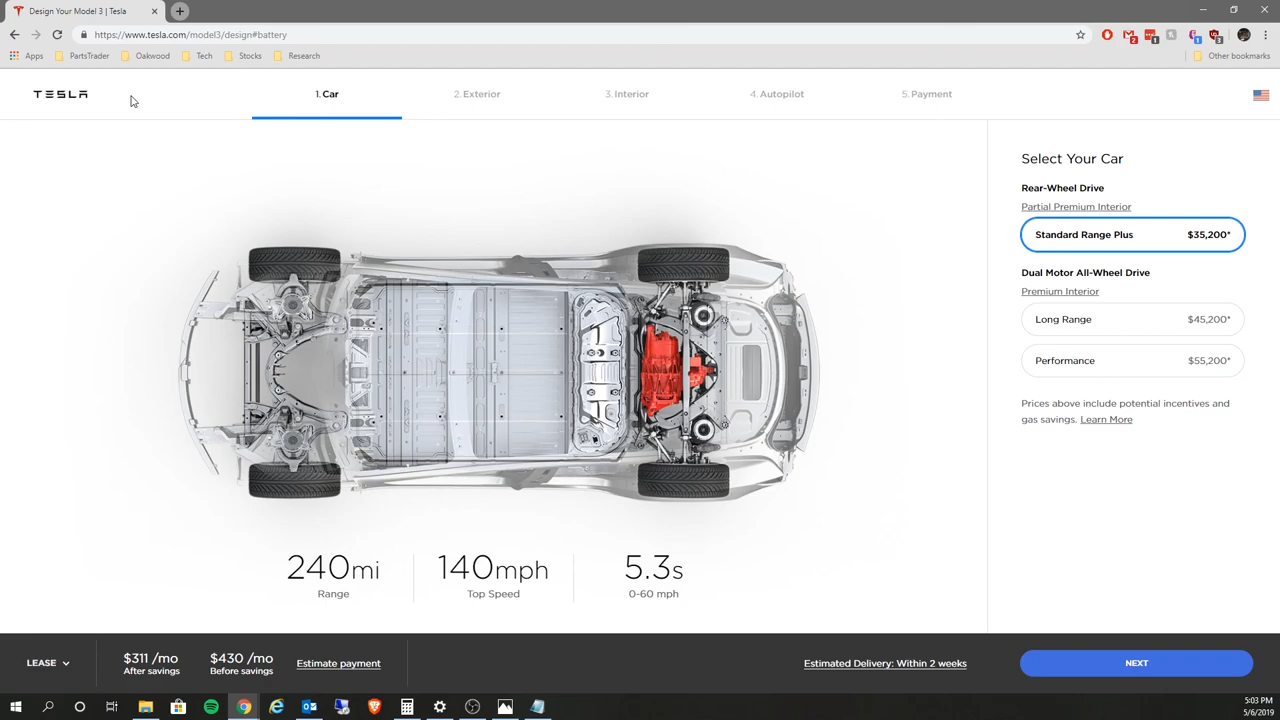 Design Your Model 3 | Tesla
https://www.tesla.com/model3/design#battery
2
1
1
3
Apps
PartsTrader
Oakwood
Tech
Stocks
Research
Other bookmarks
TESLA
1. Car
2. Exterior
3. Interior
4. Autopilot
5. Payment
Select Your Car
Rear-Wheel Drive
Partial Premium Interior
Standard Range Plus $35,200*
Dual Motor All-Wheel Drive
Premium Interior
Long Range $45,200*
Performance $55,200*
Prices above include potential incentives and
gas savings. Learn More
240mi
Range
140mph
Top Speed
5.3s
0-60 mph
LEASE
$311 /mo
After savings
$430 /mo
Before savings
Estimate payment
Estimated Delivery: Within 2 weeks
NEXT
5:03 PM
5/6/2019